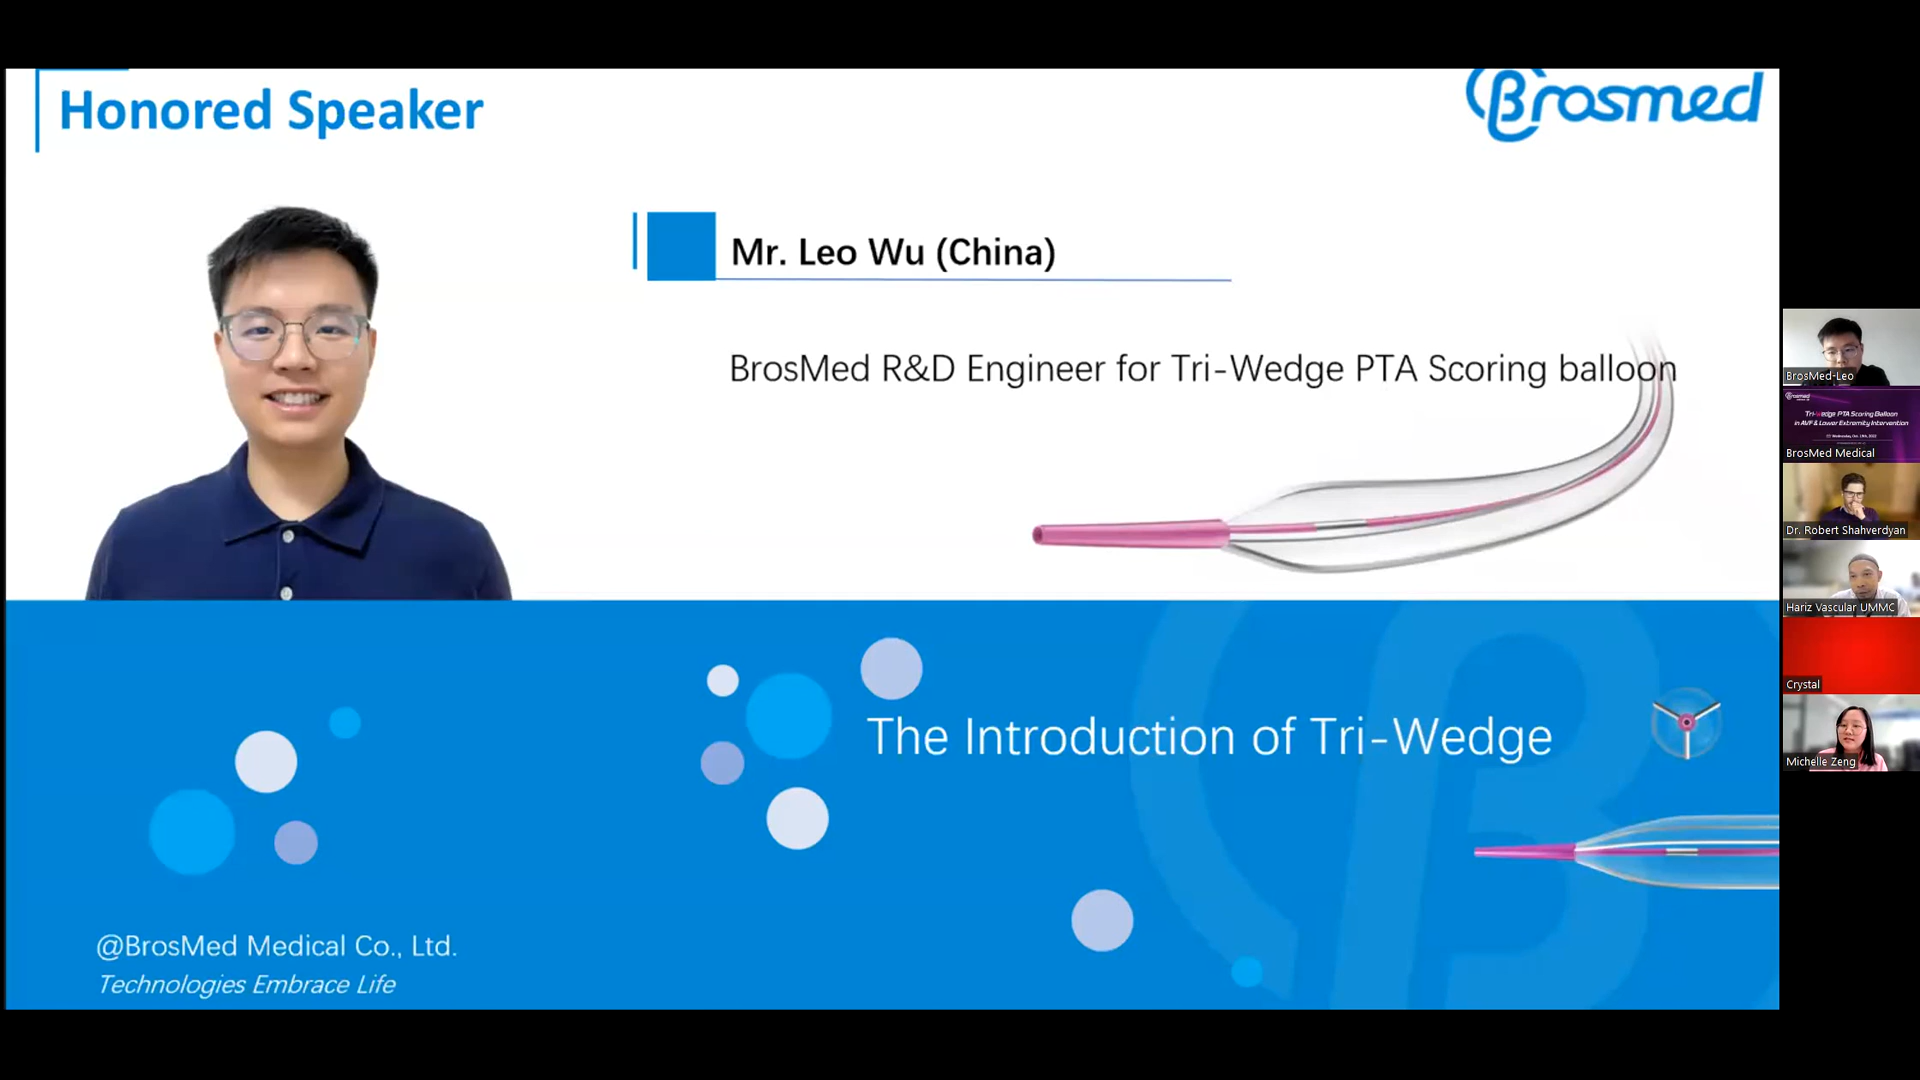 Honored Speaker
Brosmed
Mr. Leo Wu (China)
BrosMed R&D Engineer for Tri-Wedge PTA Scoring balloon
The Introduction of Tri-Wedge
@BrosMed Medical Co., Ltd.
Technologies Embrace Life
BrosMed-Leo
Brosmed
Tri-Wedge PTA Scoring Balloon
in AVF & Lower Extremity Intervention
BrosMed Medical
Dr. Robert Shahverdyan
Hariz Vascular UMMC
Crystal
Michelle Zeng